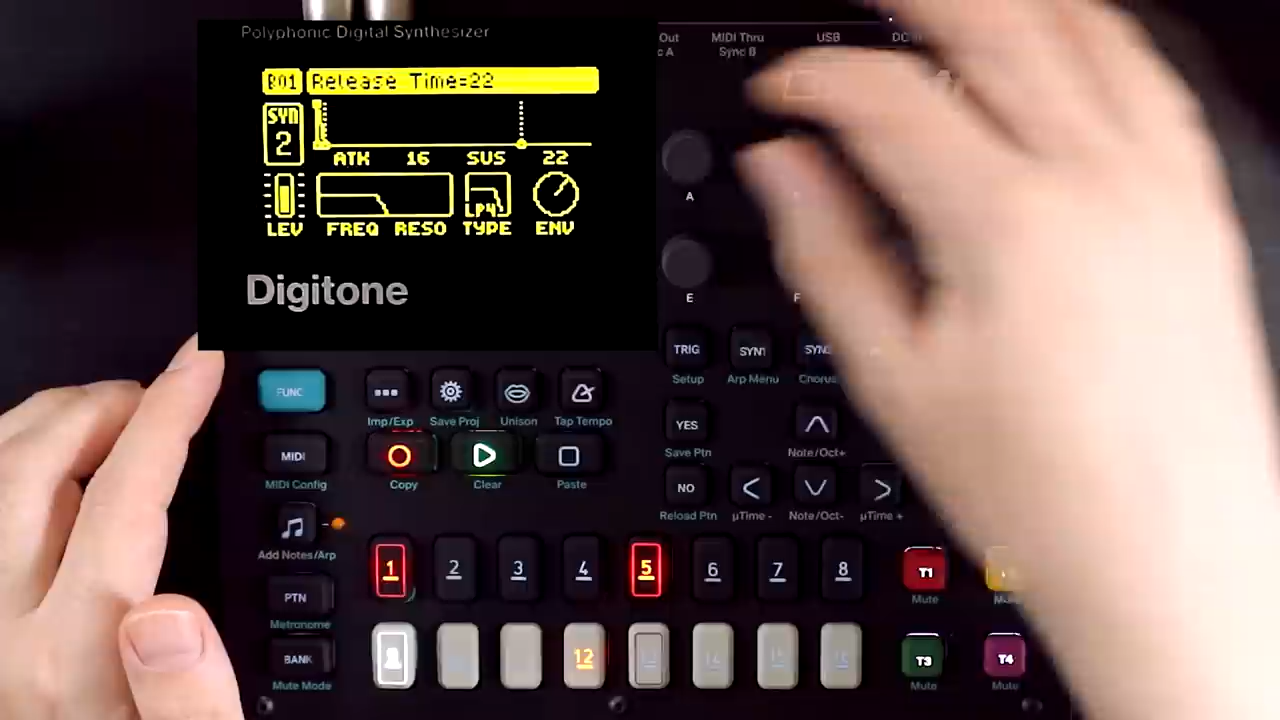 Polyphonic Digital Synthesizer
B01 Release Time=22
SYN 2
ATK 16 SUS 22
LP4
LEV FREQ RESO TYPE ENV
Digitone
Out MIDI Thru USB
Sync B
A
E F
TRIG SYN1
Setup Arp Menu Chorus
FUNC
Imp/Exp Save Proj Unison Tap Tempo
YES
Save Ptn Note/Oct+
MIDI
MIDI Config Copy Clear Paste
NO
Reload Ptn µTime - Note/Oct- µTime +
Add Notes/Arp
1 2 3 4 5 6 7 8 T1
PTN Mute
Metronome
BANK 12 T3 T4
Mute Mode Mute Mute